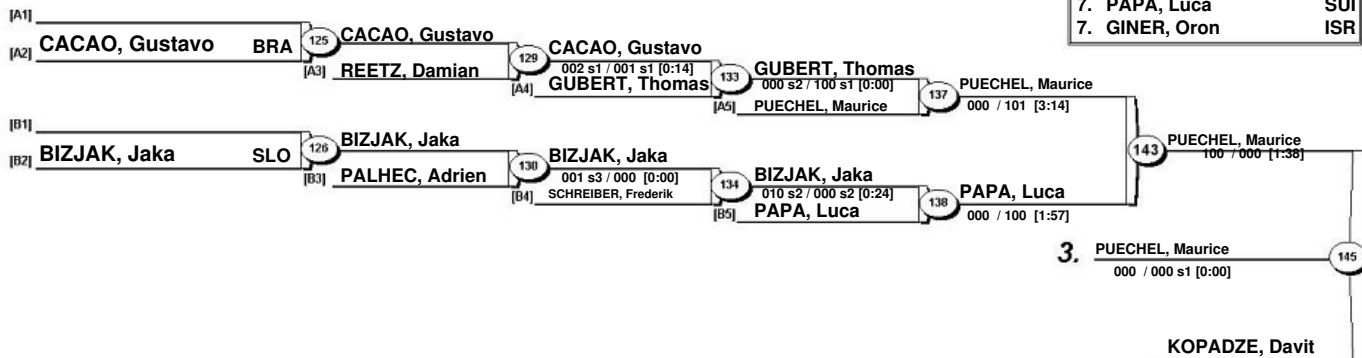 7. PAPA, Luca SUI
7. GINER, Oron ISR
[A1]
[A2] CACAO, Gustavo BRA
125
CACAO, Gustavo
[A3] REETZ, Damian
129
CACAO, Gustavo
002 s1 / 001 s1 [0:14]
[A4] GUBERT, Thomas
133
GUBERT, Thomas
000 s2 / 100 s1 [0:00]
[A5] PUECHEL, Maurice
137
PUECHEL, Maurice
000 / 101 [3:14]
[B1]
[B2] BIZJAK, Jaka SLO
126
BIZJAK, Jaka
[B3] PALHEC, Adrien
130
BIZJAK, Jaka
001 s3 / 000 [0:00]
[B4] SCHREIBER, Frederik
134
BIZJAK, Jaka
010 s2 / 000 s2 [0:24]
[B5] PAPA, Luca
138
PAPA, Luca
000 / 100 [1:57]
143
PUECHEL, Maurice
100 / 000 [1:38]
3. PUECHEL, Maurice
000 / 000 s1 [0:00]
145
KOPADZE, Davit